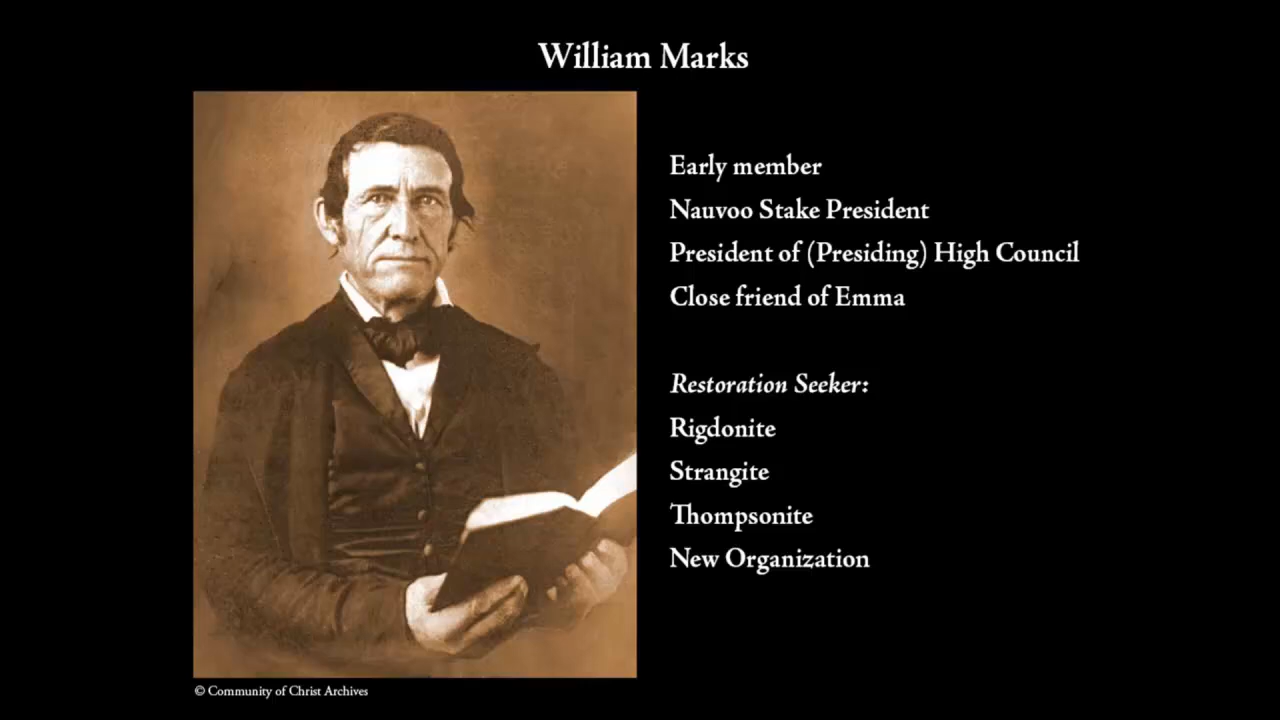 William Marks
Early member
Nauvoo Stake President
President of (Presiding) High Council
Close friend of Emma
Restoration Seeker:
Rigdonite
Strangite
Thompsonite
New Organization
© Community of Christ Archives